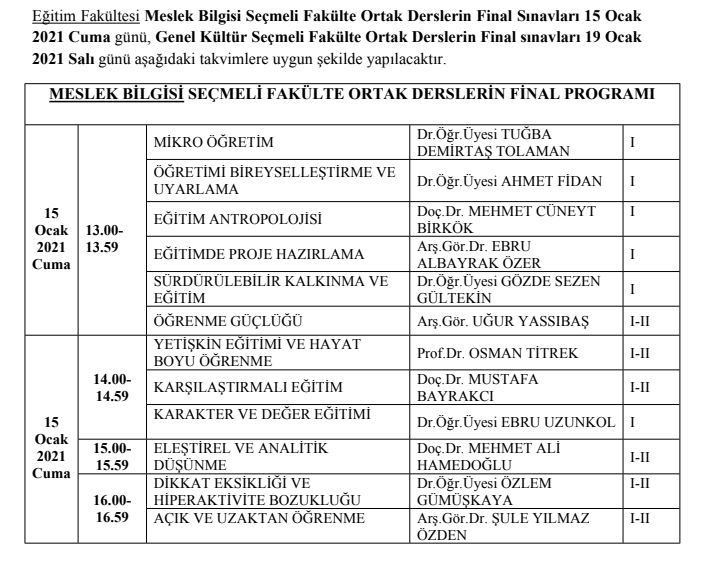 Eğitim Fakültesi Meslek Bilgisi Seçmeli Fakülte Ortak Derslerin Final Sınavları 15 Ocak
2021 Cuma günü, Genel Kültür Seçmeli Fakülte Ortak Derslerin Final sınavları 19 Ocak
2021 Salı günü aşağıdaki takvimlere uygun şekilde yapılacaktır.
MESLEK BİLGİSİ SEÇMELİ FAKÜLTE ORTAK DERSLERİN FİNAL PROGRAMI
15
Ocak
2021
Cuma
13.00-
13.59
MİKRO ÖĞRETİM
Dr.Öğr.Üyesi TUĞBA
DEMİRTAŞ TOLAMAN
I
ÖĞRETİMİ BİREYSELLEŞTİRME VE
UYARLAMA
Dr.Öğr.Üyesi AHMET FİDAN
I
EĞİTİM ANTROPOLOJİSİ
Doç.Dr. MEHMET CÜNEYT
BİRKÖK
I
EĞİTİMDE PROJE HAZIRLAMA
Arş.Gör.Dr. EBRU
ALBAYRAK ÖZER
I
SÜRDÜRÜLEBİLİR KALKINMA VE
EĞİTİM
Dr.Öğr.Üyesi GÖZDE SEZEN
GÜLTEKİN
I
ÖĞRENME GÜÇLÜĞÜ
Arş.Gör. UĞUR YASSIBAŞ
I-II
15
Ocak
2021
Cuma
14.00-
14.59
YETİŞKİN EĞİTİMİ VE HAYAT
BOYU ÖĞRENME
Prof.Dr. OSMAN TİTREK
I-II
KARŞILAŞTIRMALI EĞİTİM
Doç.Dr. MUSTAFA
BAYRAKCI
I-II
KARAKTER VE DEĞER EĞİTİMİ
Dr.Öğr.Üyesi EBRU UZUNKOL
I
15.00-
15.59
ELEŞTİREL VE ANALİTİK
DÜŞÜNME
Doç.Dr. MEHMET ALİ
HAMEDOĞLU
I-II
16.00-
16.59
DİKKAT EKSİKLİĞİ VE
HİPERAKTİVİTE BOZUKLUĞU
Dr.Öğr.Üyesi ÖZLEM
GÜMÜŞKAYA
I-II
AÇIK VE UZAKTAN ÖĞRENME
Arş.Gör.Dr. ŞULE YILMAZ
ÖZDEN
I-II